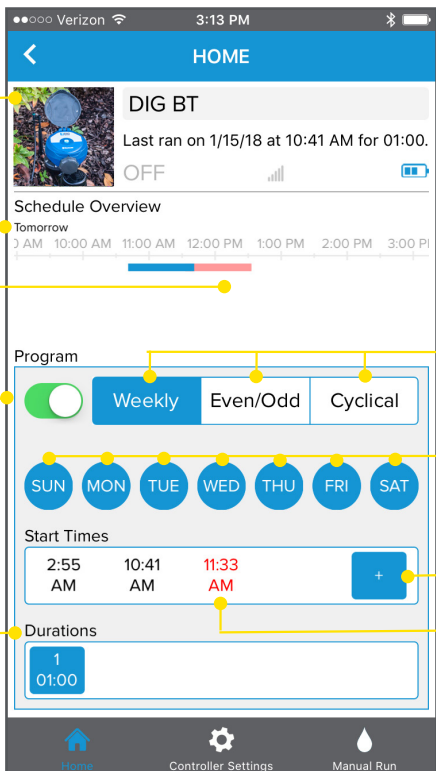 Verizon 3:13 PM
HOME
DIG BT
Last ran on 1/15/18 at 10:41 AM for 01:00.
OFF
Schedule Overview
Tomorrow
0 AM 10:00 AM 11:00 AM 12:00 PM 1:00 PM 2:00 PM 3:00 P
Program
Weekly Even/Odd Cyclical
SUN MON TUE WED THU FRI SAT
Start Times
2:55 10:41 11:33
AM AM AM +
Durations
1
01:00
Home Controller Settings Manual Run